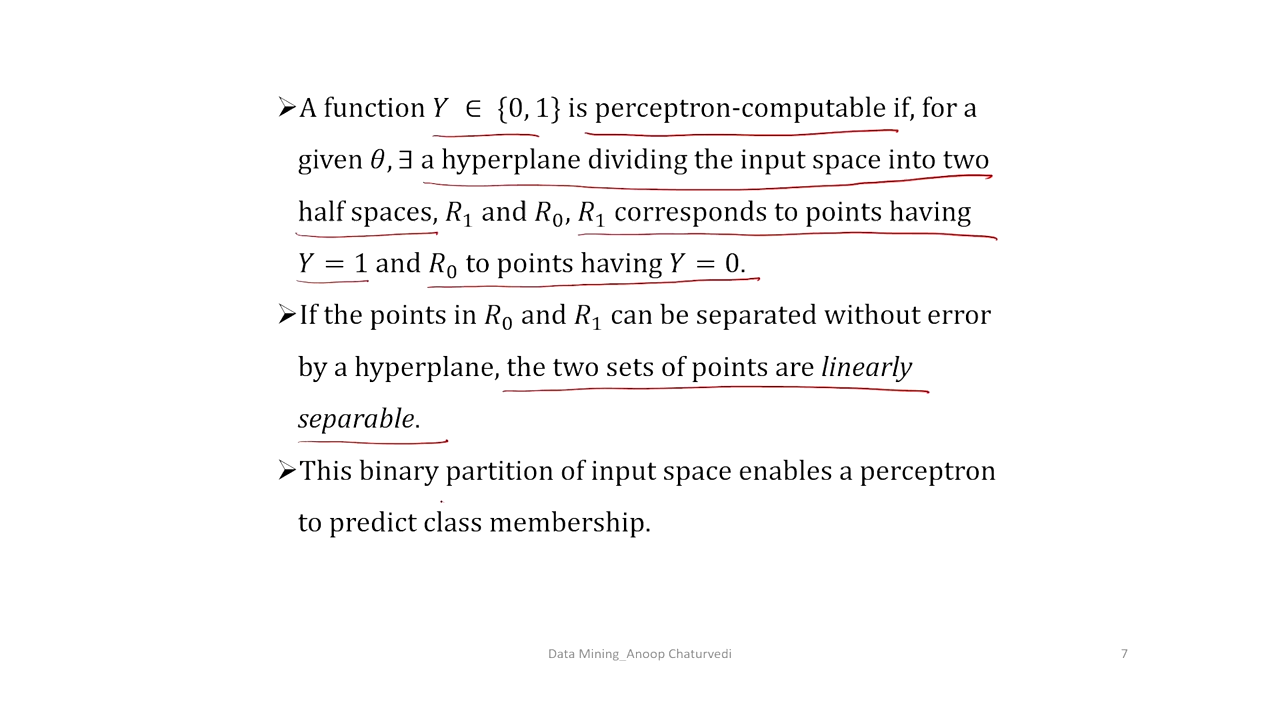 ➢A function Y ∈ {0, 1} is perceptron-computable if, for a
given θ, ∃ a hyperplane dividing the input space into two
half spaces, R₁ and R₀, R₁ corresponds to points having
Y = 1 and R₀ to points having Y = 0.
➢If the points in R₀ and R₁ can be separated without error
by a hyperplane, the two sets of points are linearly
separable.
➢This binary partition of input space enables a perceptron
to predict class membership.
Data Mining_Anoop Chaturvedi
7